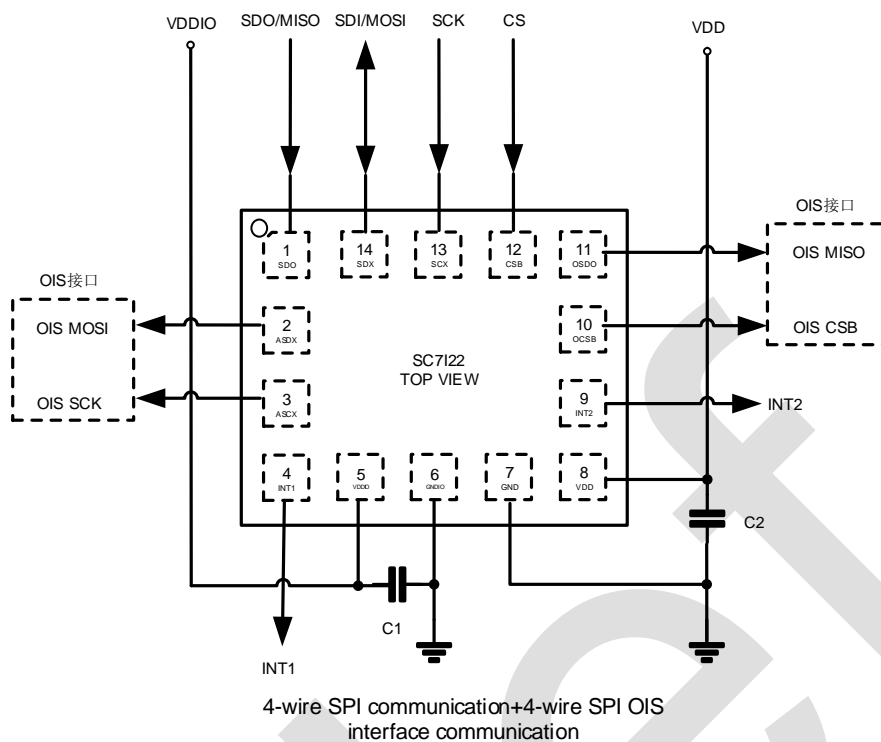 VDDIO
SDO/MISO
SDI/MOSI
SCK
CS
VDD
OIS接口
OIS MISO
OIS CSB
OIS接口
OIS MOSI
OIS SCK
1
SDO
14
SDX
13
SCX
12
CSB
11
OSDO
2
ASDX
10
OCSB
SC7I22
TOP VIEW
3
ASCX
9
INT2
INT2
4
INT1
5
VDDD
6
GNDIO
7
GND
8
VDD
C2
C1
INT1
4-wire SPI communication+4-wire SPI OIS
interface communication